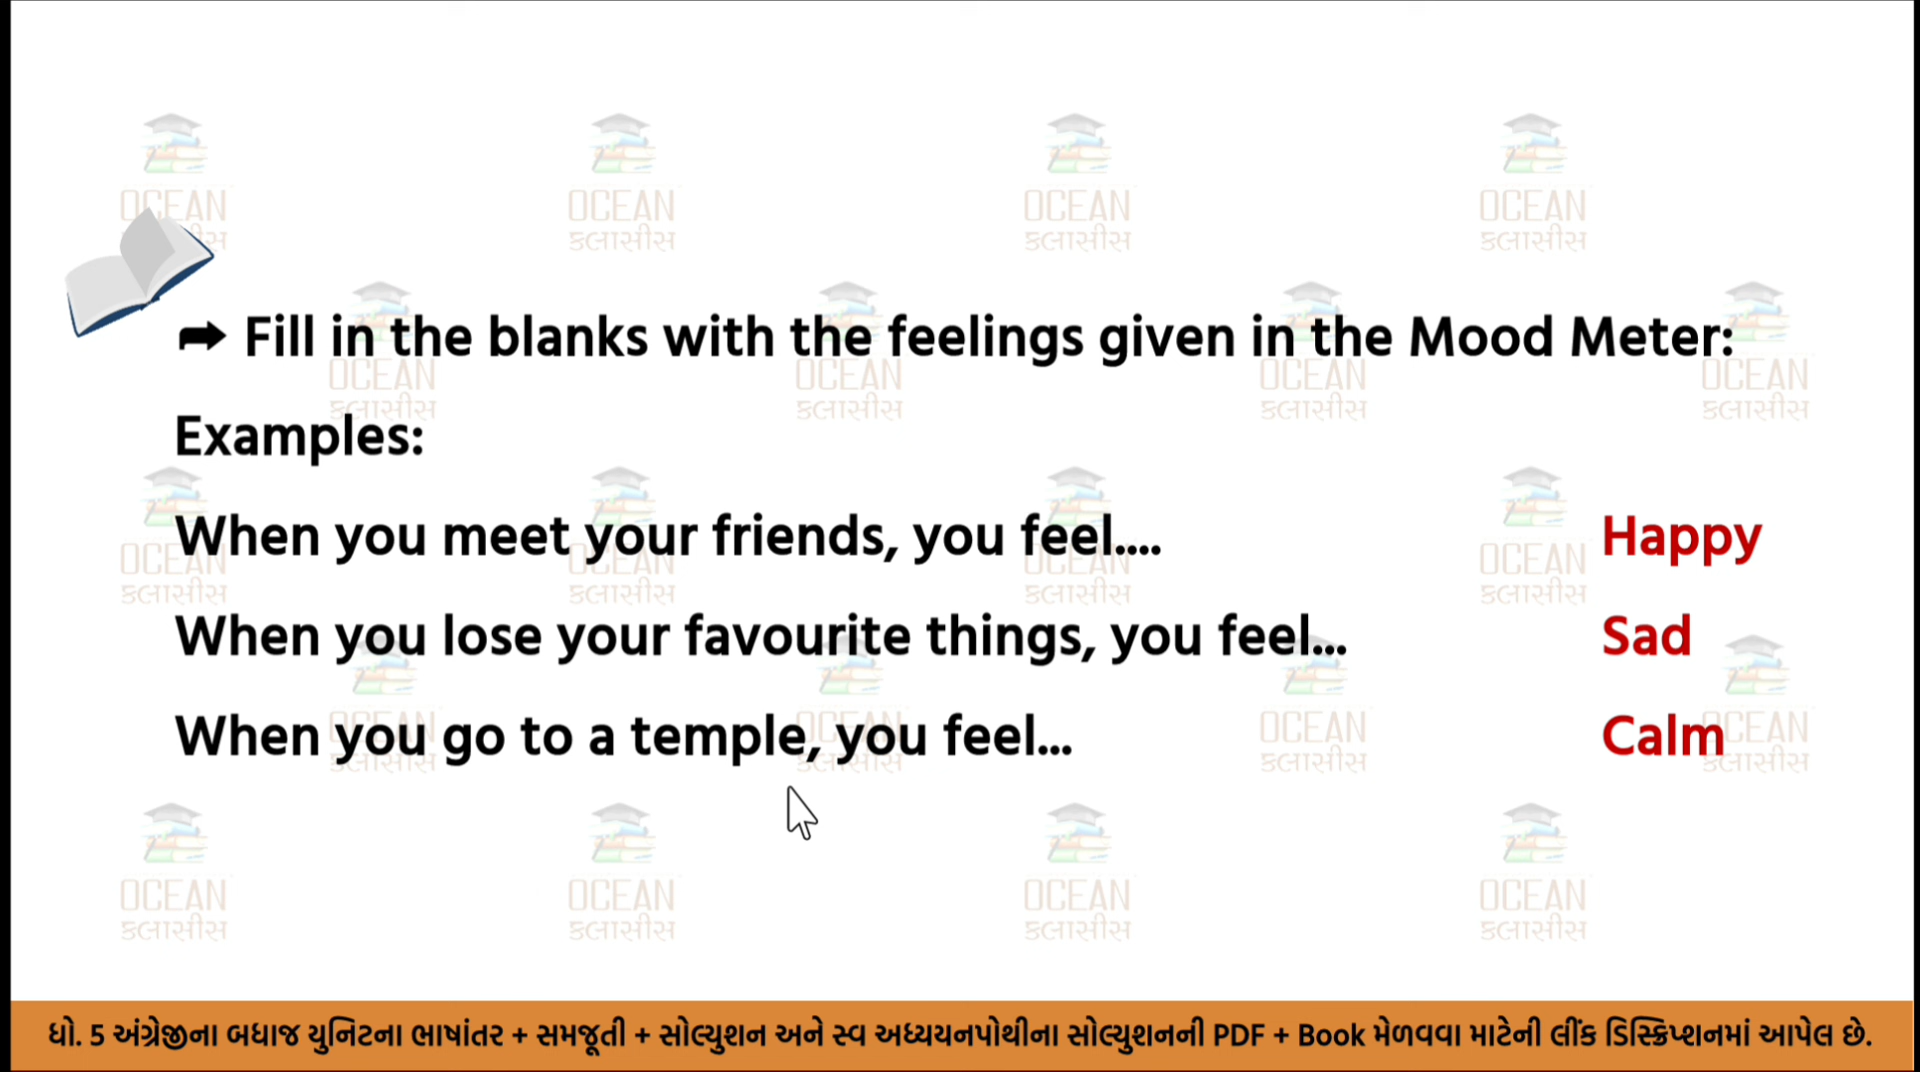 ➦ Fill in the blanks with the feelings given in the Mood Meter:
Examples:
When you meet your friends, you feel.... Happy
When you lose your favourite things, you feel... Sad
When you go to a temple, you feel... Calm
OCEAN
ક્લાસીસ
ધો. 5 અંગ્રેજીના બધાજ યુનિટના ભાષાંતર + સમજૂતી + સોલ્યુશન અને સ્વ અધ્યયનપોથીના સોલ્યુશનની PDF + Book મેળવવા માટેની લીંક ડિસ્ક્રિપ્શનમાં આપેલ છે.